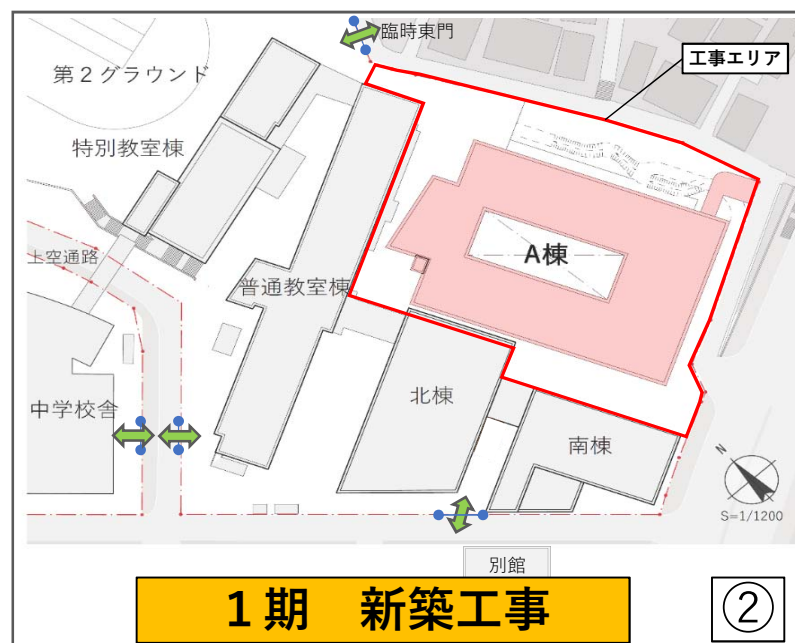 臨時東門
工事エリア
第２グラウンド
特別教室棟
上空通路
普通教室棟
A棟
中学校舎
北棟
南棟
N
S=1/1200
別館
１期　新築工事
②